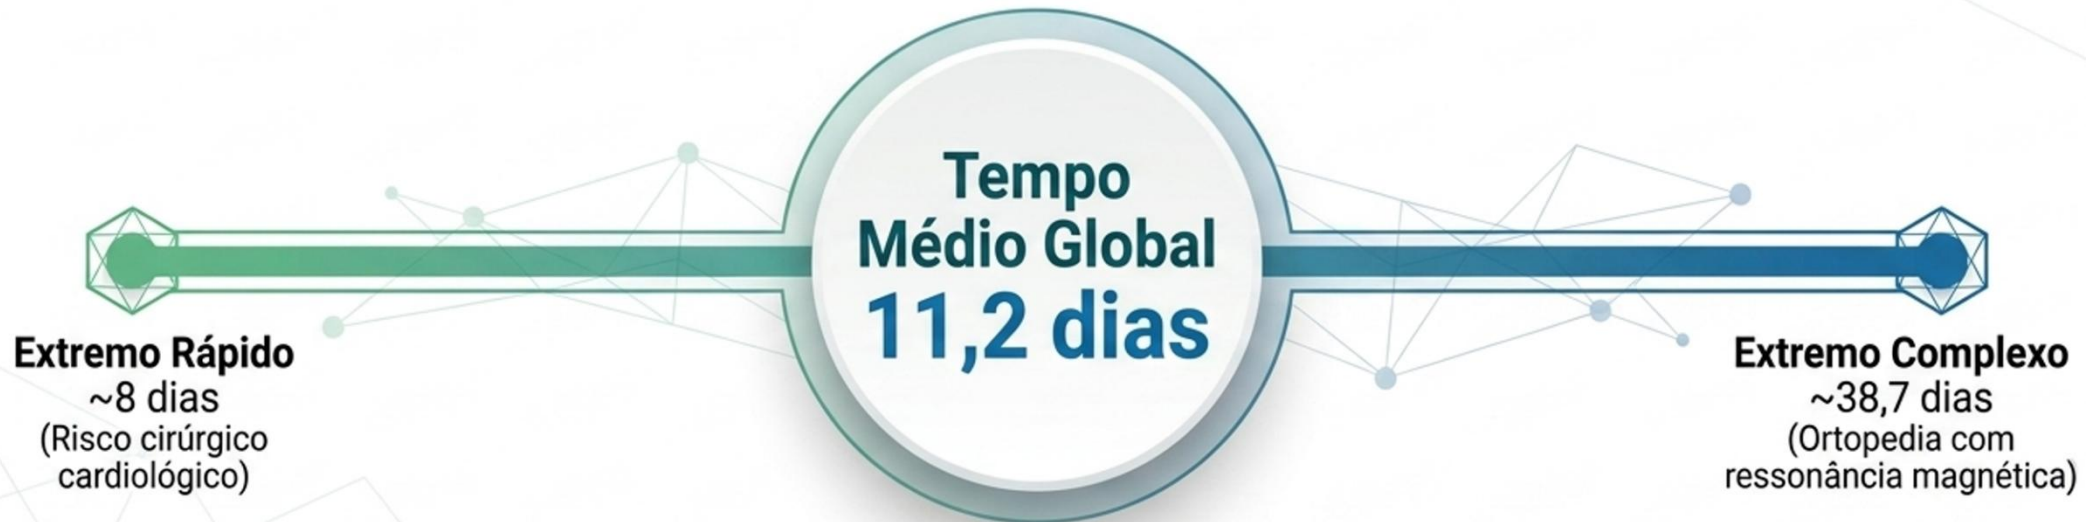 Tempo
Médio Global
11,2 dias
Extremo Rápido
~8 dias
(Risco cirúrgico
cardiológico)
Extremo Complexo
~38,7 dias
(Ortopedia com
ressonância magnética)